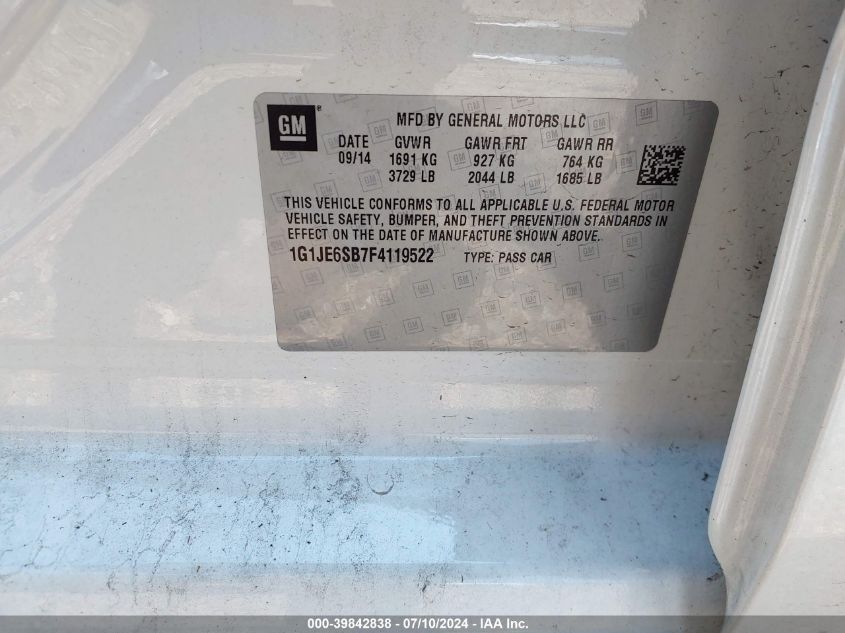 GM
®
MFD BY GENERAL MOTORS LLC
DATE GVWR GAWR FRT GAWR RR
09/14 1691 KG 927 KG 764 KG
3729 LB 2044 LB 1685 LB
THIS VEHICLE CONFORMS TO ALL APPLICABLE U.S. FEDERAL MOTOR
VEHICLE SAFETY, BUMPER, AND THEFT PREVENTION STANDARDS IN
EFFECT ON THE DATE OF MANUFACTURE SHOWN ABOVE.
1G1JE6SB7F4119522 TYPE: PASS CAR
000-39842838 - 07/10/2024 - IAA Inc.